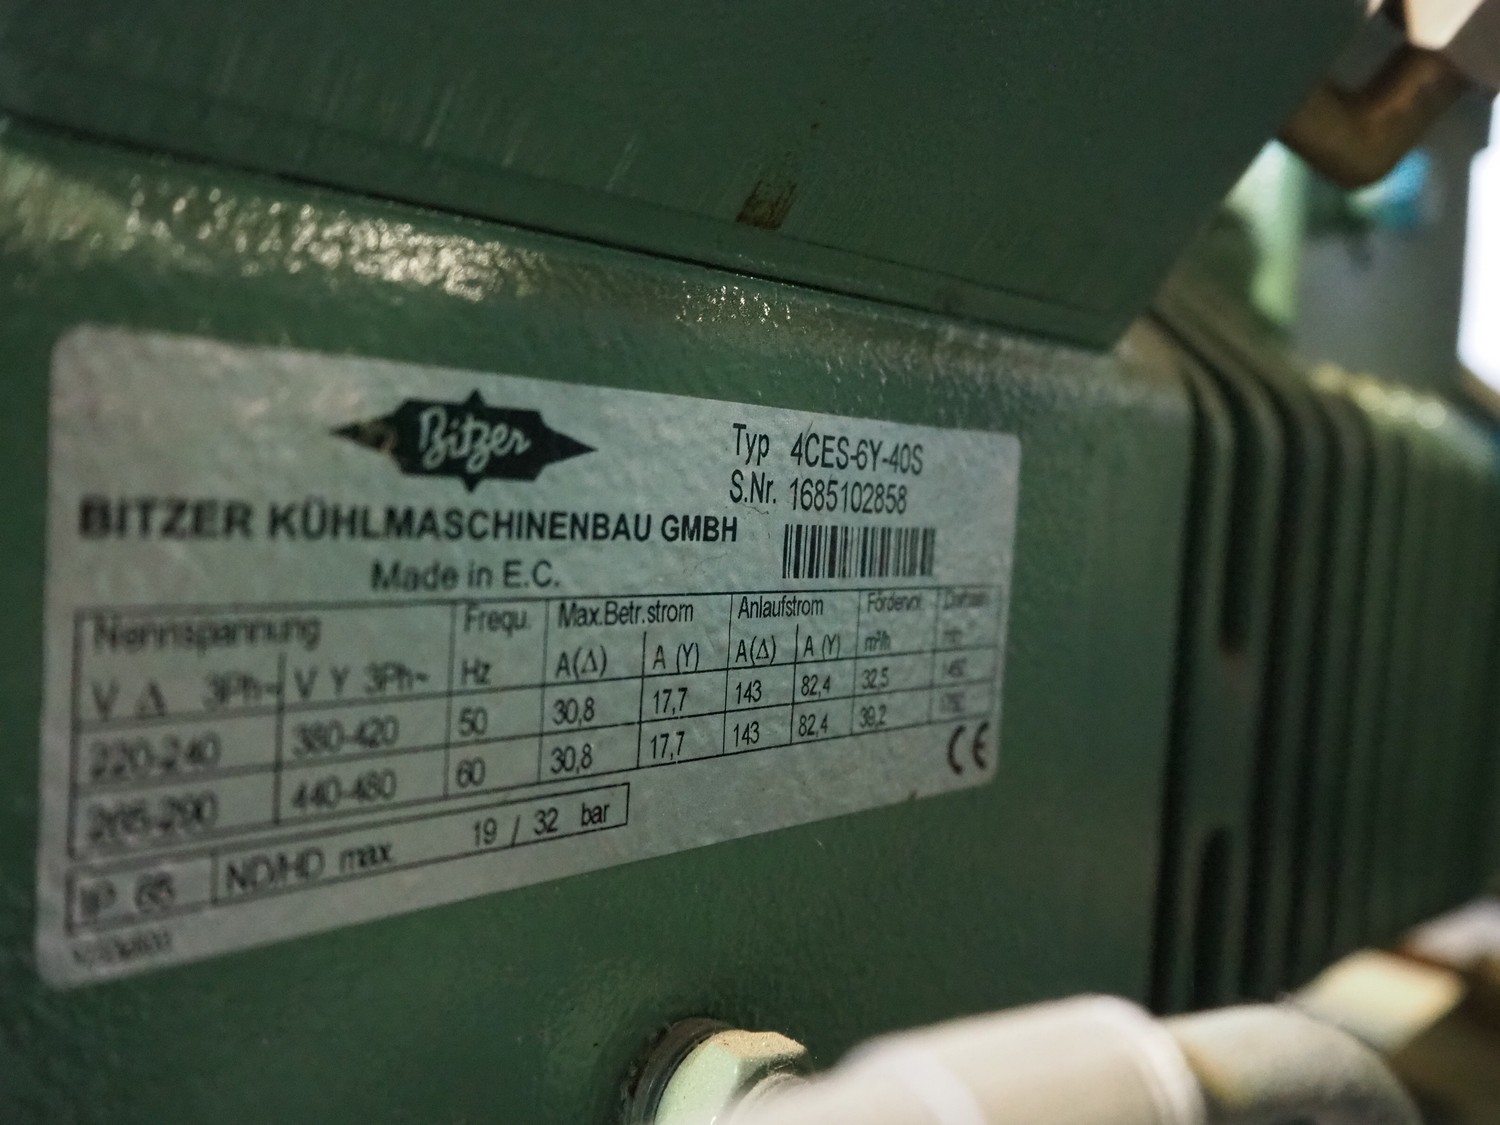 Bitzer
Typ 4CES-6Y-40S
S.Nr. 1685102858
BITZER KÜHLMASCHINENBAU GMBH
Made in E.C.
Nennspannung Frequ. Max.Betr.strom Anlaufstrom Fördervol.
V Δ 3Ph~ V Y 3Ph~ Hz A(Δ) A (Y) A(Δ) A (Y) m³/h
220-240 380-420 50 30,8 17,7 143 82,4 32,5
265-290 440-480 60 30,8 17,7 143 82,4 39,2
IP 65 ND/HD max. 19 / 32 bar
CE